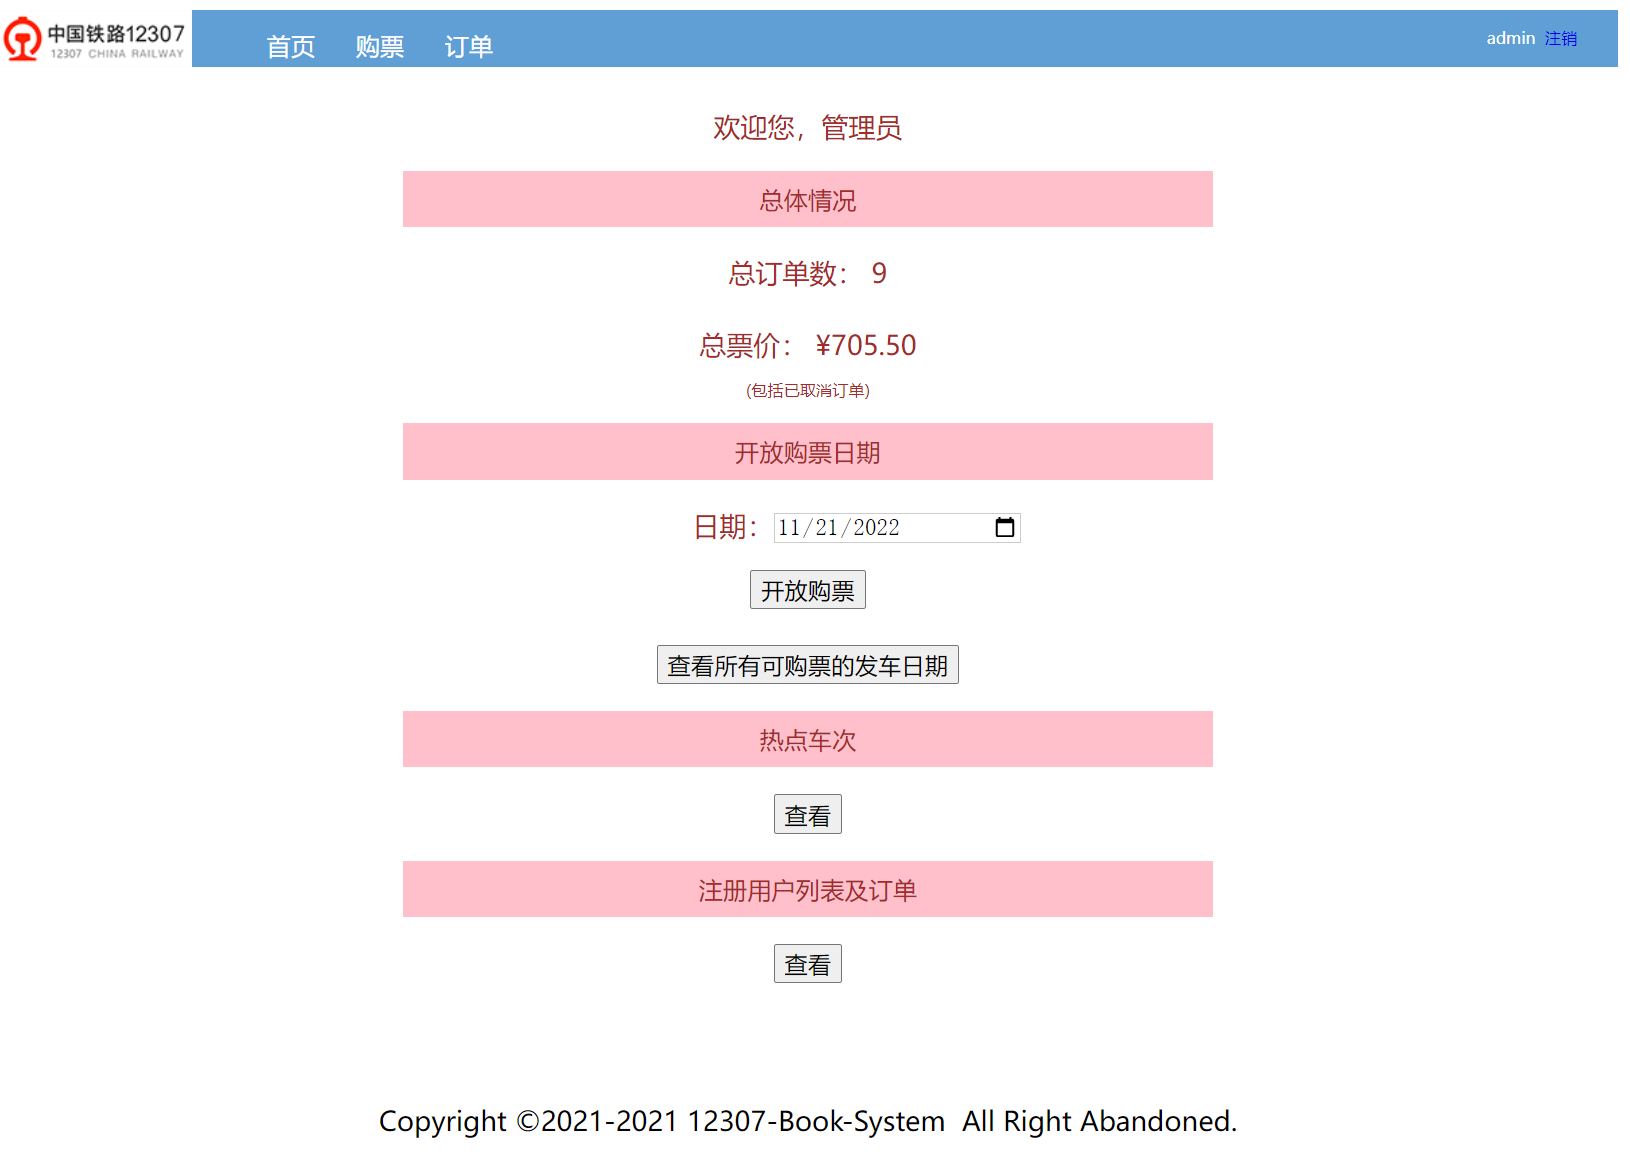 中国铁路12307
12307 CHINA RAILWAY
首页 购票 订单
admin 注销
欢迎您，管理员
总体情况
总订单数： 9
总票价： ¥705.50
(包括已取消订单)
开放购票日期
日期：11/21/2022
开放购票
查看所有可购票的发车日期
热点车次
查看
注册用户列表及订单
查看
Copyright ©2021-2021 12307-Book-System  All Right Abandoned.